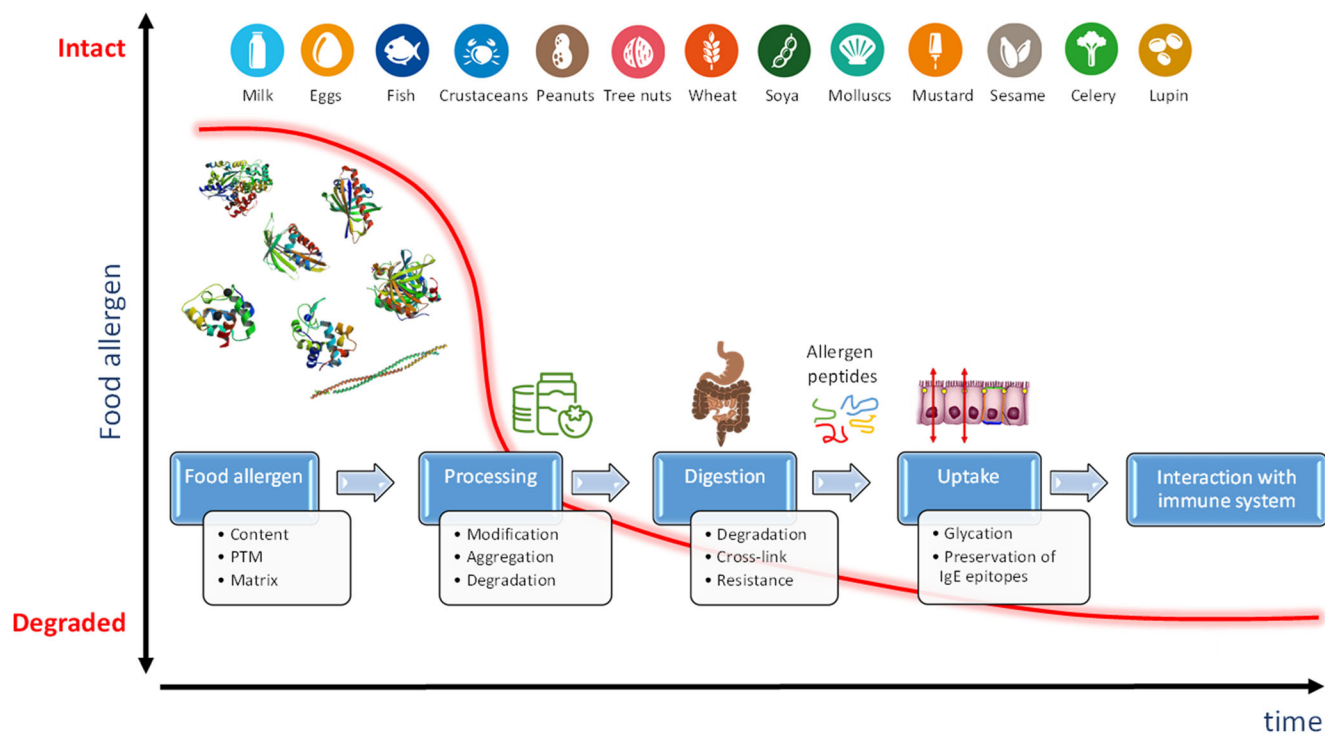 Intact
Milk
Eggs
Fish
Crustaceans
Peanuts
Tree nuts
Wheat
Soya
Molluscs
Mustard
Sesame
Celery
Lupin
Food allergen
Allergen
peptides
Food allergen
• Content
• PTM
• Matrix
Processing
• Modification
• Aggregation
• Degradation
Digestion
• Degradation
• Cross-link
• Resistance
Uptake
• Glycation
• Preservation of
IgE epitopes
Interaction with
immune system
Degraded
time